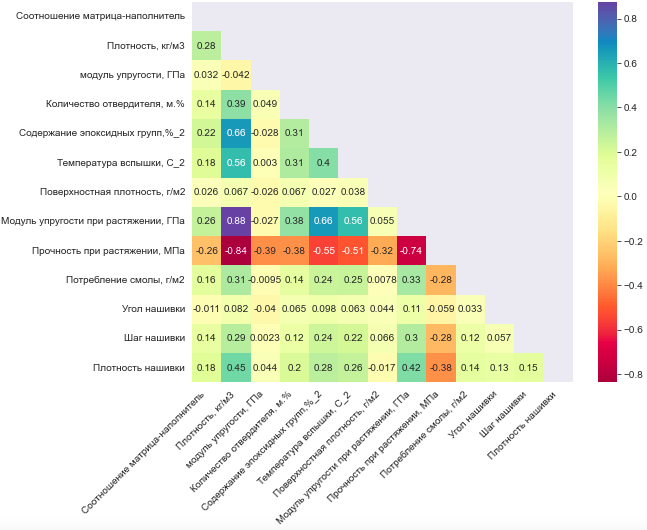 Соотношение матрица-наполнитель
Плотность, кг/м3 0.28
модуль упругости, ГПа 0.032 -0.042
Количество отвердителя, м.% 0.14 0.39 0.049
Содержание эпоксидных групп,%_2 0.22 0.66 -0.028 0.31
Температура вспышки, С_2 0.18 0.56 0.003 0.31 0.4
Поверхностная плотность, г/м2 0.026 0.067 -0.026 0.067 0.027 0.038
Модуль упругости при растяжении, ГПа 0.26 0.88 -0.027 0.38 0.66 0.56 0.055
Прочность при растяжении, МПа -0.26 -0.84 -0.39 -0.38 -0.55 -0.51 -0.32 -0.74
Потребление смолы, г/м2 0.16 0.31 -0.0095 0.14 0.24 0.25 0.0078 0.33 -0.28
Угол нашивки -0.011 0.082 -0.04 0.065 0.098 0.063 0.044 0.11 -0.059 0.033
Шаг нашивки 0.14 0.29 0.0023 0.12 0.24 0.22 0.066 0.3 -0.28 0.12 0.057
Плотность нашивки 0.18 0.45 0.044 0.2 0.28 0.26 -0.017 0.42 -0.38 0.14 0.13 0.15
Соотношение матрица-наполнитель
Плотность, кг/м3
модуль упругости, ГПа
Количество отвердителя, м.%
Содержание эпоксидных групп,%_2
Температура вспышки, С_2
Поверхностная плотность, г/м2
Модуль упругости при растяжении, ГПа
Прочность при растяжении, МПа
Потребление смолы, г/м2
Угол нашивки
Шаг нашивки
Плотность нашивки
0.8
0.6
0.4
0.2
0.0
-0.2
-0.4
-0.6
-0.8